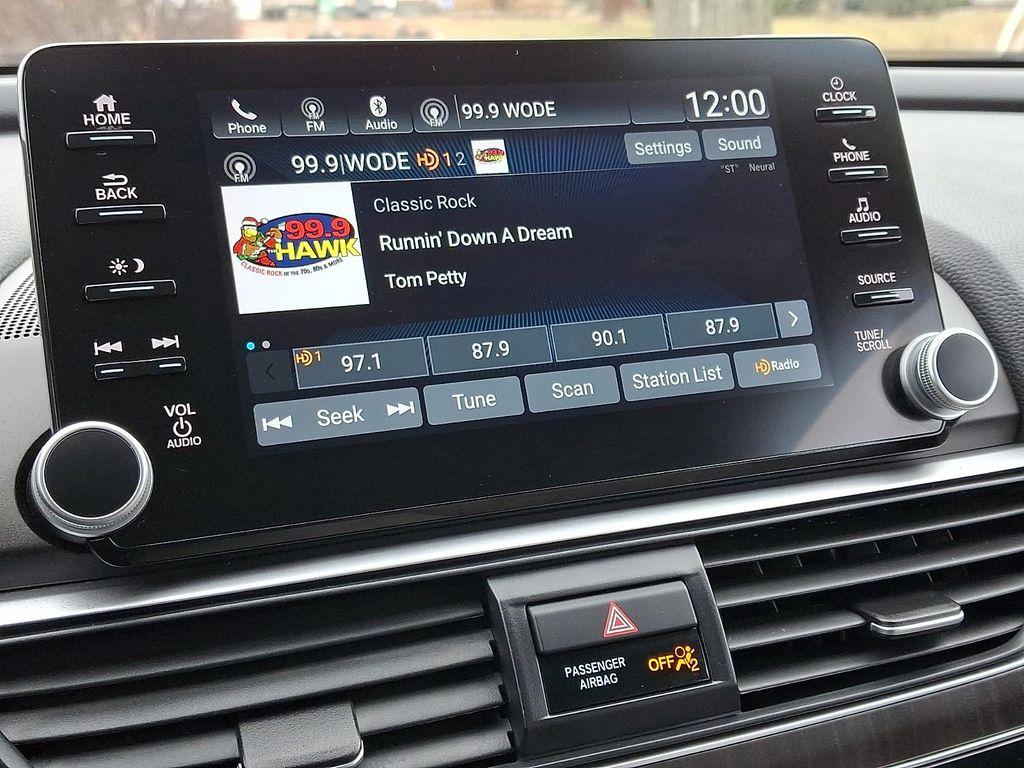 HOME
BACK
VOL
AUDIO
Phone
FM
Audio
99.9 WODE
12:00
FM
99.9|WODE HD 1 2
Settings
Sound
"ST" Neural
99.9
THE HAWK
CLASSIC ROCK OF THE 70s, 80s & MORE
Classic Rock
Runnin' Down A Dream
Tom Petty
HD 1 97.1
87.9
90.1
87.9
Seek
Tune
Scan
Station List
HD Radio
CLOCK
PHONE
AUDIO
SOURCE
TUNE/
SCROLL
PASSENGER
AIRBAG
OFF
2